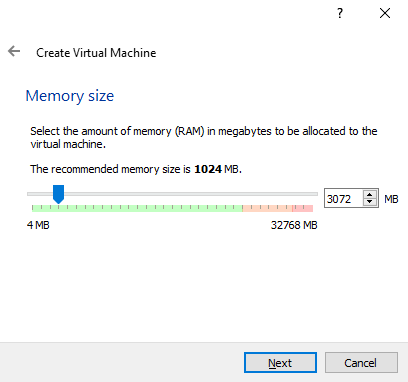 ?
Create Virtual Machine
Memory size
Select the amount of memory (RAM) in megabytes to be allocated to the
virtual machine.
The recommended memory size is 1024 MB.
3072 MB
4 MB 32768 MB
Next Cancel